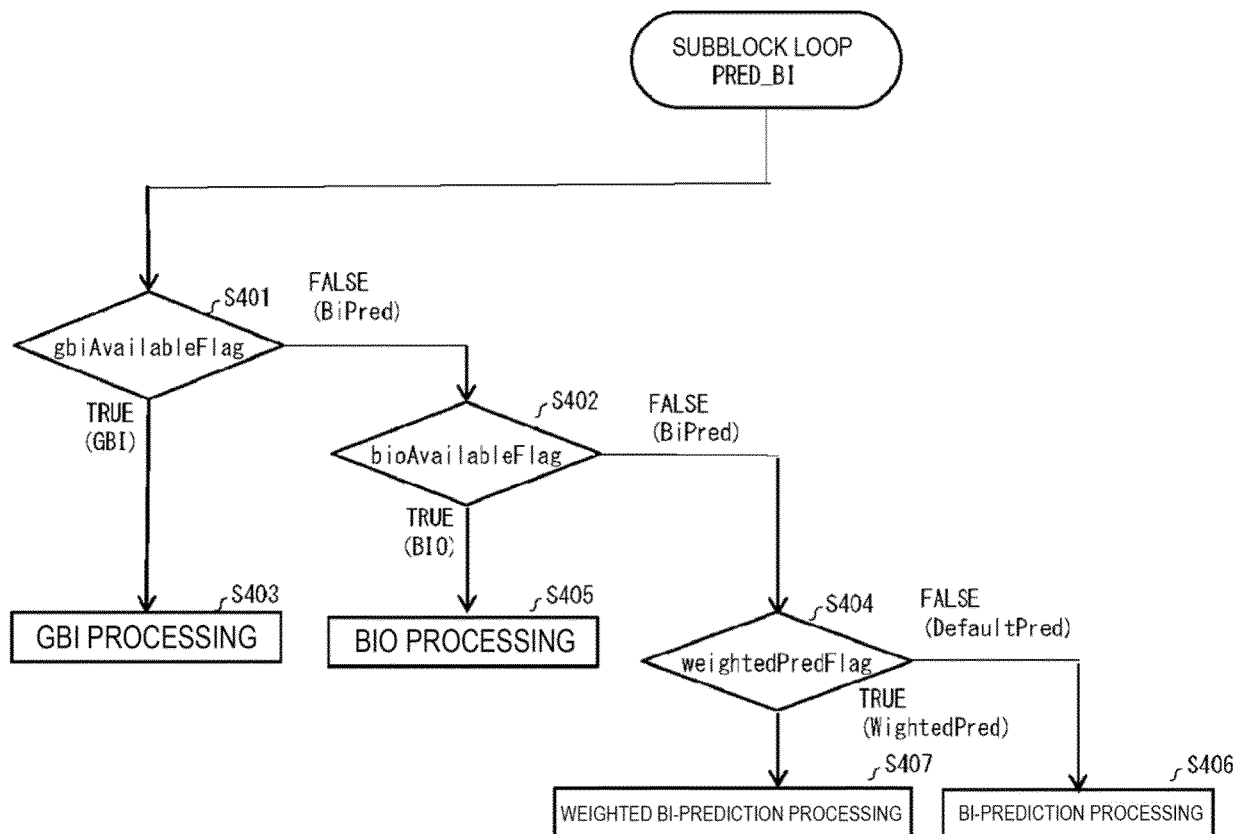 SUBBLOCK LOOP
PRED_BI
S401
FALSE
(BiPred)
gbiAvailableFlag
TRUE
(GBI)
S402
FALSE
(BiPred)
bioAvailableFlag
TRUE
(BIO)
S403
GBI PROCESSING
S405
BIO PROCESSING
S404
FALSE
(DefaultPred)
weightedPredFlag
TRUE
(WightedPred)
S407
WEIGHTED BI-PREDICTION PROCESSING
S406
BI-PREDICTION PROCESSING